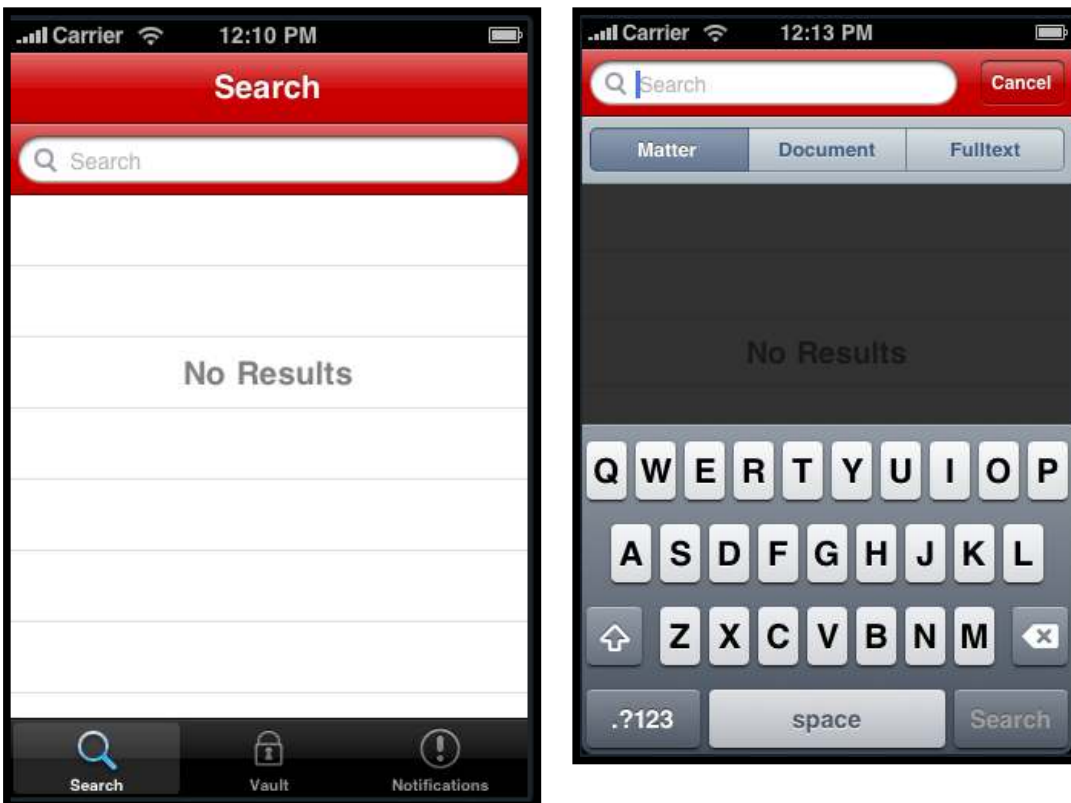 Carrier 12:10 PM
Search
Search
No Results
Search Vault Notifications
Carrier 12:13 PM
Search Cancel
Matter Document Fulltext
No Results
Q W E R T Y U I O P
A S D F G H J K L
Z X C V B N M
.?123 space Search